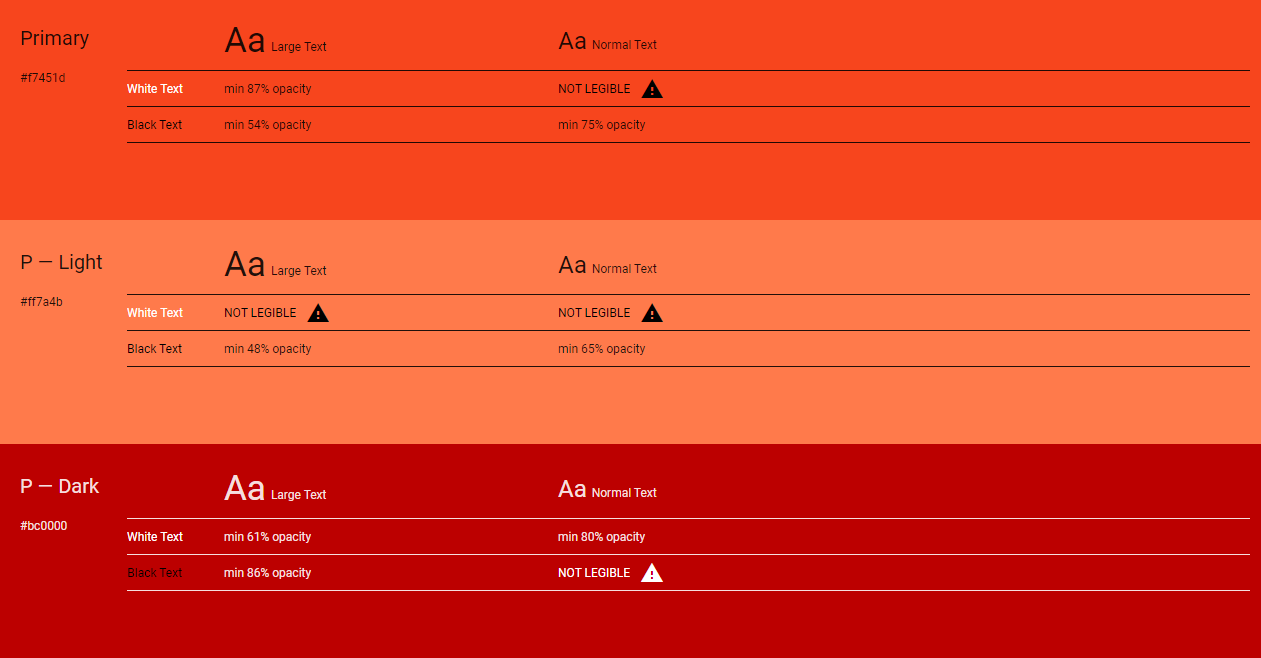 Primary
Aa Large Text
Aa Normal Text
#f7451d
White Text
min 87% opacity
NOT LEGIBLE
Black Text
min 54% opacity
min 75% opacity
P — Light
Aa Large Text
Aa Normal Text
#ff7a4b
White Text
NOT LEGIBLE
NOT LEGIBLE
Black Text
min 48% opacity
min 65% opacity
P — Dark
Aa Large Text
Aa Normal Text
#bc0000
White Text
min 61% opacity
min 80% opacity
Black Text
min 86% opacity
NOT LEGIBLE